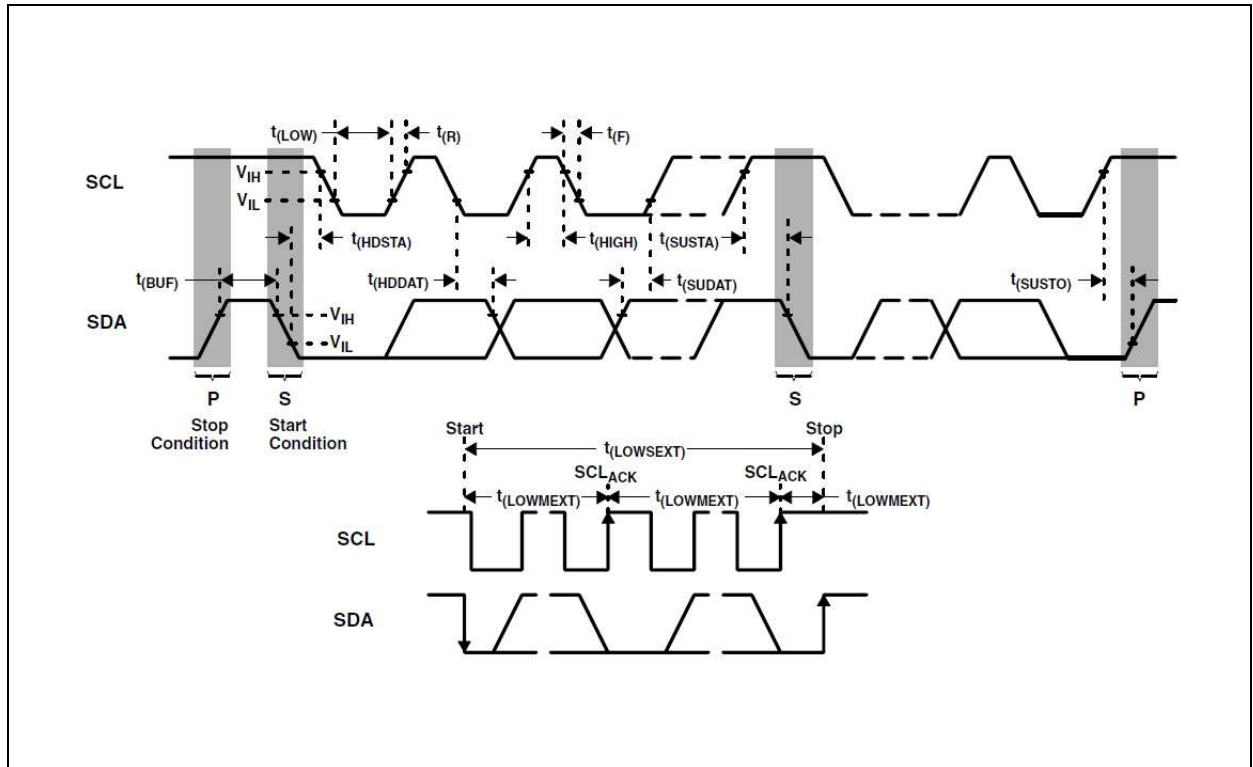 t(LOW) t(R) t(F)
VIH
SCL
VIL
t(HDSTA) t(HIGH) t(SUSTA)
t(BUF) t(HDDAT) t(SUDAT) t(SUSTO)
VIH
SDA
VIL
P S S P
Stop Start
Condition Condition
Start Stop
t(LOWSEXT)
SCLACK SCLACK
t(LOWMEXT) t(LOWMEXT) t(LOWMEXT)
SCL
SDA